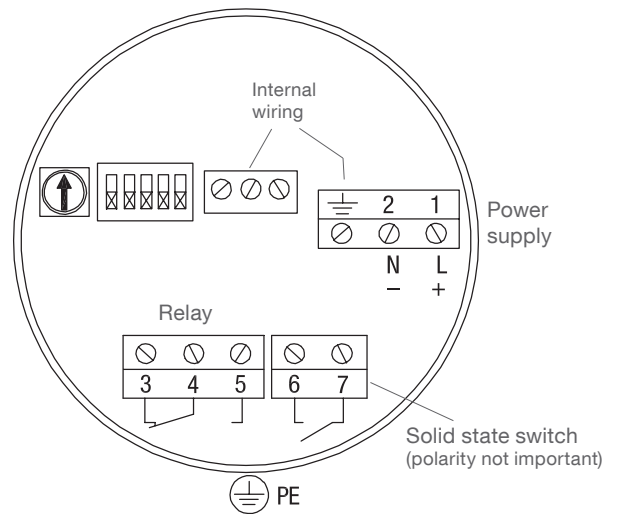 Internal
wiring
2 1
Power
supply
N L
− +
Relay
3 4 5 6 7
Solid state switch
(polarity not important)
PE